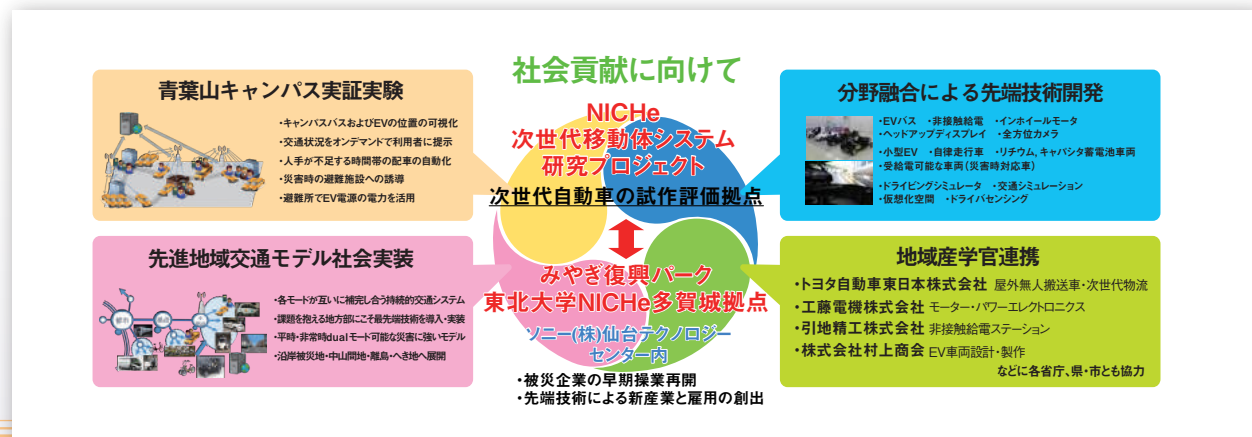 社会貢献に向けて
NICHe
次世代移動体システム
研究プロジェクト
次世代自動車の試作評価拠点
みやぎ復興パーク
東北大学NICHe多賀城拠点
ソニー(株)仙台テクノロジー
センター内
・被災企業の早期操業再開
・先端技術による新産業と雇用の創出
青葉山キャンパス実証実験
・キャンパスバスおよびEVの位置の可視化
・交通状況をオンデマンドで利用者に提示
・人手が不足する時間帯の配車の自動化
・災害時の避難施設への誘導
・避難所でEV電源の電力を活用
先進地域交通モデル社会実装
・各モードが互いに補完し合う持続的交通システム
・課題を抱える地方部にこそ最先端技術を導入・実装
・平時・非常時dualモード可能な災害に強いモデル
・沿岸被災地・中山間地・離島・へき地へ展開
分野融合による先端技術開発
・EVバス ・非接触給電 ・インホイールモータ
・ヘッドアップディスプレイ ・全方位カメラ
・小型EV ・自律走行車 ・リチウム,キャパシタ蓄電池車両
・受給電可能な車両(災害時対応車)
・ドライビングシミュレータ ・交通シミュレーション
・仮想化空間 ・ドライバセンシング
地域産学官連携
・トヨタ自動車東日本株式会社 屋外無人搬送車・次世代物流
・工藤電機株式会社 モーター・パワーエレクトロニクス
・引地精工株式会社 非接触給電ステーション
・株式会社村上商会 EV車両設計・製作
などに各省庁、県・市とも協力